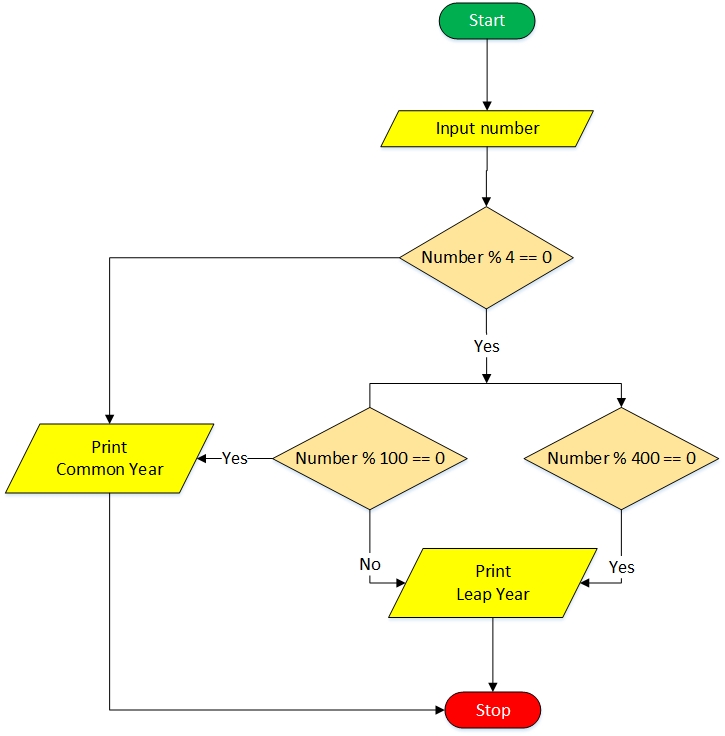 Start
Input number
Number % 4 == 0
Yes
Number % 100 == 0
Number % 400 == 0
Print
Common Year
Yes
No
Yes
Print
Leap Year
Stop